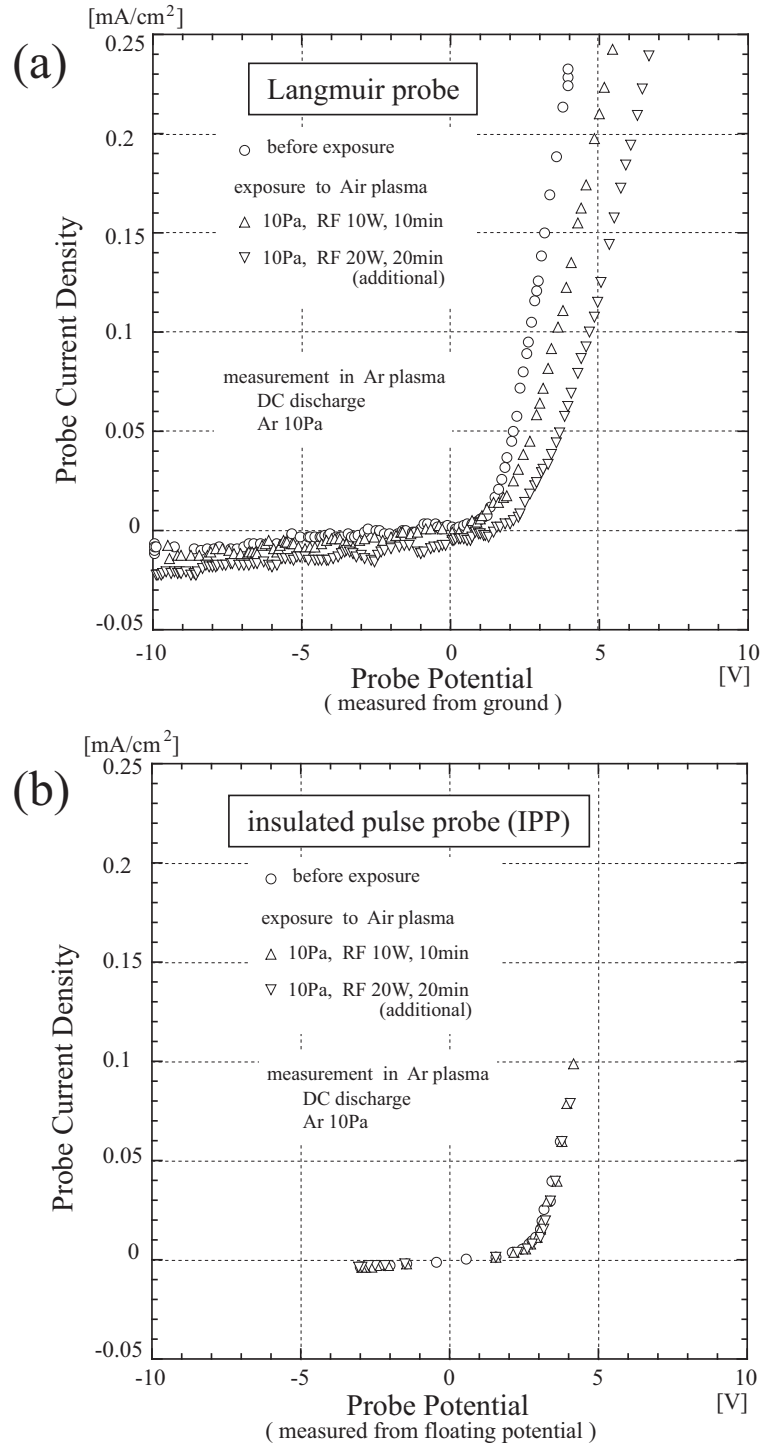 [mA/cm²]
(a)
Langmuir probe
○ before exposure
exposure to Air plasma
△ 10Pa, RF 10W, 10min
▽ 10Pa, RF 20W, 20min
(additional)
measurement in Ar plasma
DC discharge
Ar 10Pa
Probe Current Density
0.25
0.2
0.15
0.1
0.05
0
-0.05
-10 -5 0 5 10
Probe Potential [V]
( measured from ground )
[mA/cm²]
(b)
insulated pulse probe (IPP)
○ before exposure
exposure to Air plasma
△ 10Pa, RF 10W, 10min
▽ 10Pa, RF 20W, 20min
(additional)
measurement in Ar plasma
DC discharge
Ar 10Pa
Probe Current Density
0.25
0.2
0.15
0.1
0.05
0
-0.05
-10 -5 0 5 10
Probe Potential [V]
( measured from floating potential )